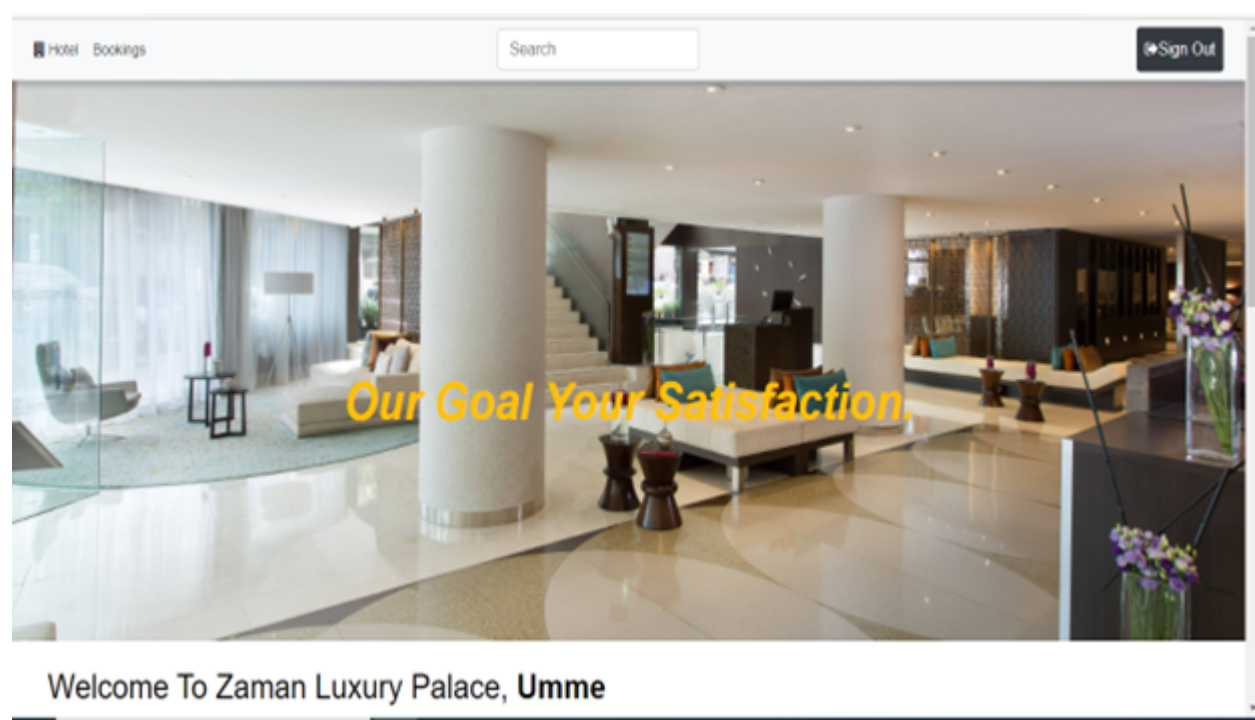 Hotel Bookings Search Sign Out
Our Goal Your Satisfaction.
Welcome To Zaman Luxury Palace, Umme